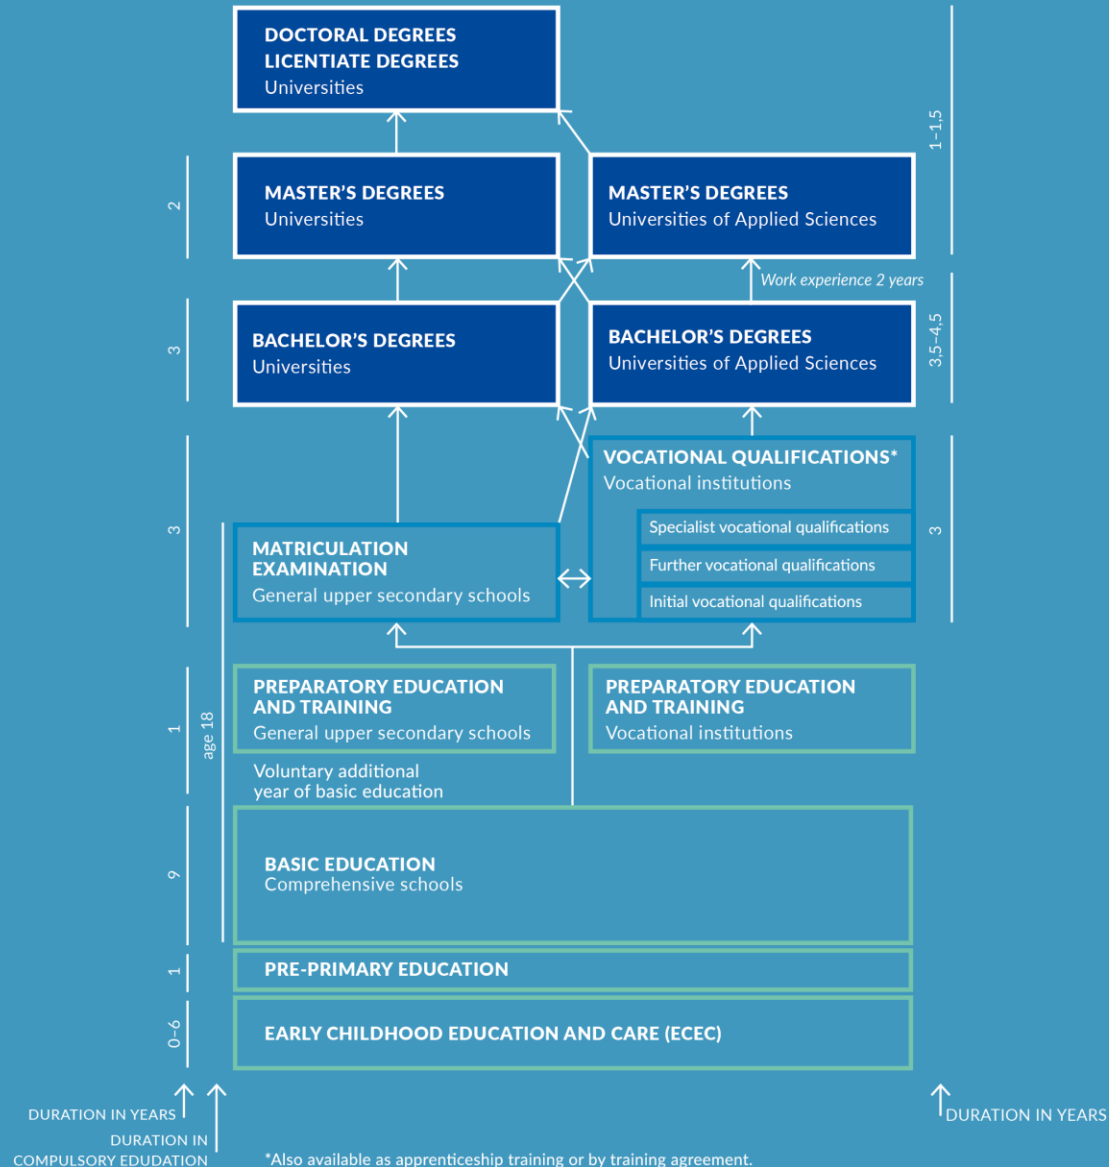 DOCTORAL DEGREES
LICENTIATE DEGREES
Universities
1–1,5
2
MASTER'S DEGREES
Universities
MASTER'S DEGREES
Universities of Applied Sciences
Work experience 2 years
3
BACHELOR'S DEGREES
Universities
BACHELOR'S DEGREES
Universities of Applied Sciences
3,5–4,5
3
VOCATIONAL QUALIFICATIONS*
Vocational institutions
Specialist vocational qualifications
Further vocational qualifications
Initial vocational qualifications
3
MATRICULATION
EXAMINATION
General upper secondary schools
1
age 18
PREPARATORY EDUCATION
AND TRAINING
General upper secondary schools
PREPARATORY EDUCATION
AND TRAINING
Vocational institutions
Voluntary additional
year of basic education
9
BASIC EDUCATION
Comprehensive schools
1
PRE-PRIMARY EDUCATION
0–6
EARLY CHILDHOOD EDUCATION AND CARE (ECEC)
DURATION IN YEARS
DURATION IN
COMPULSORY EDUDATION
DURATION IN YEARS
*Also available as apprenticeship training or by training agreement.